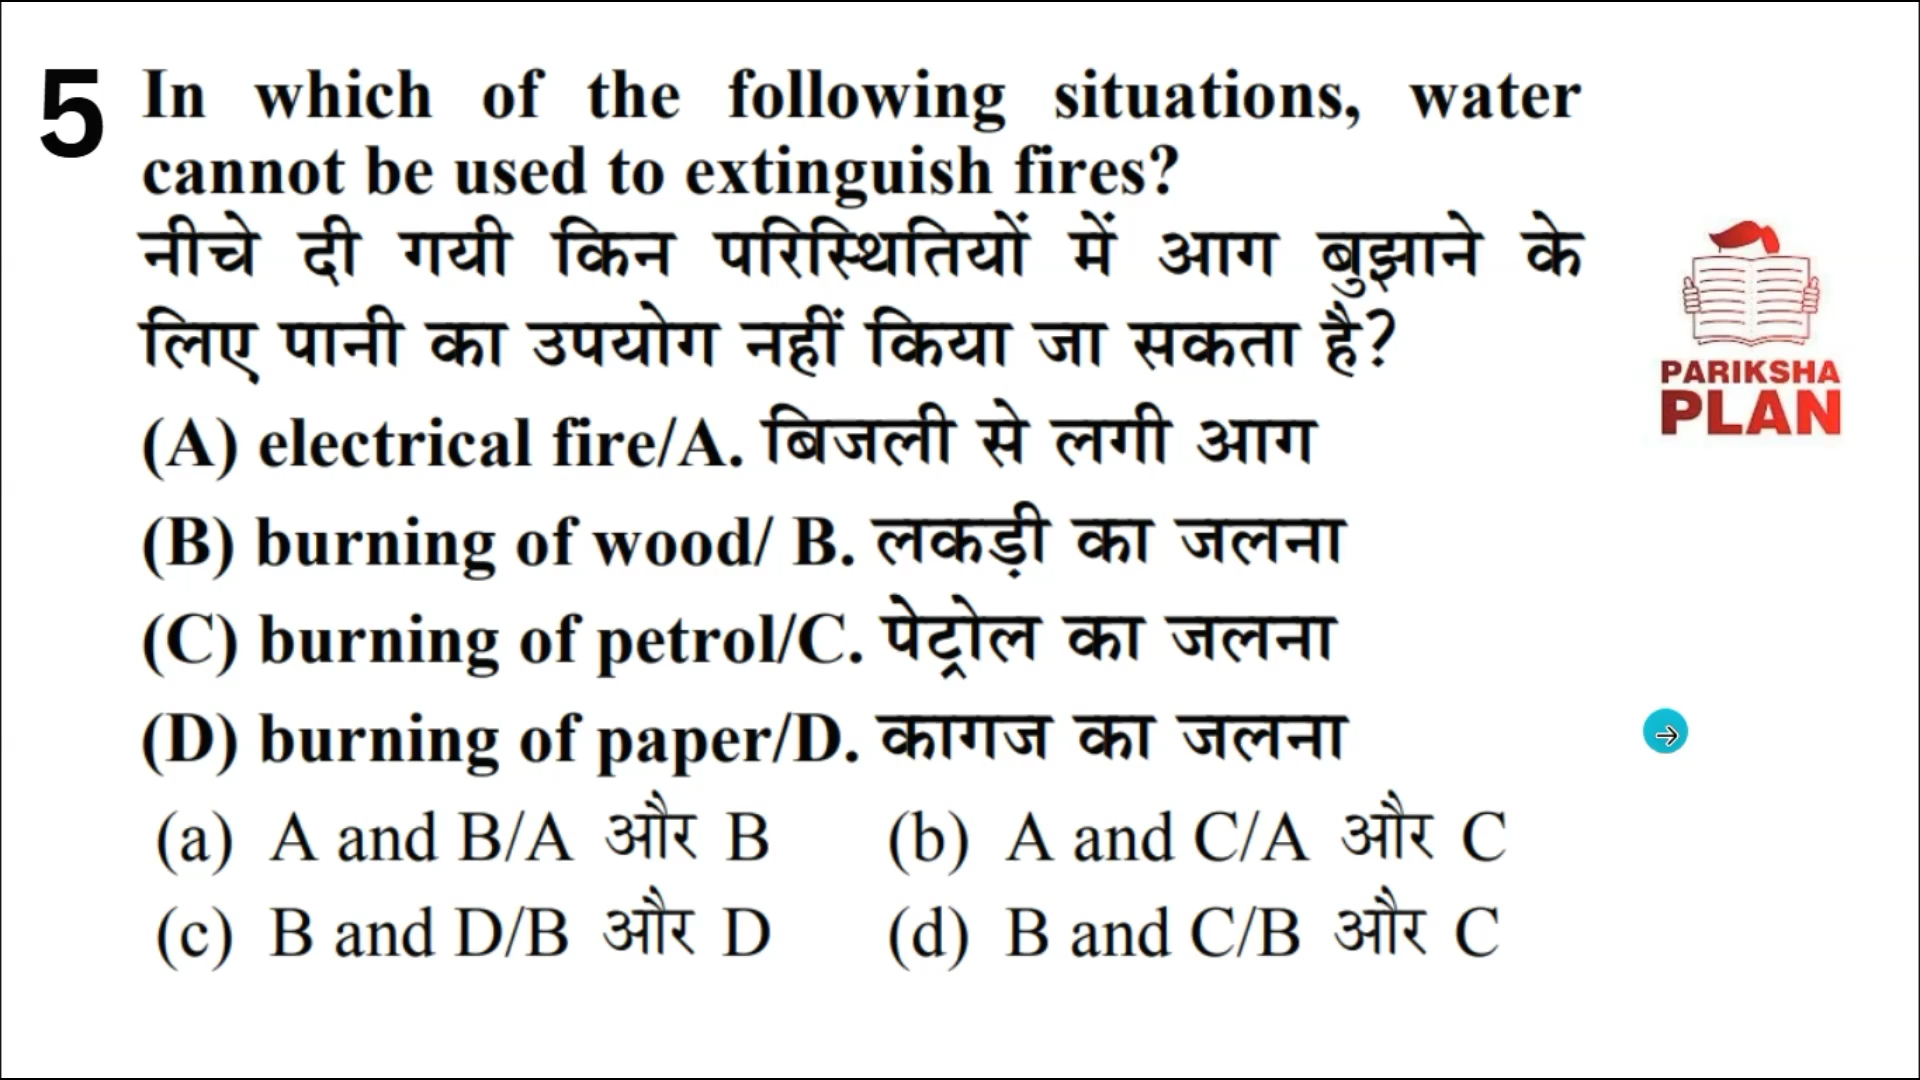 5 In which of the following situations, water
cannot be used to extinguish fires?
नीचे दी गयी किन परिस्थितियों में आग बुझाने के
लिए पानी का उपयोग नहीं किया जा सकता है?
(A) electrical fire/A. बिजली से लगी आग
(B) burning of wood/ B. लकड़ी का जलना
(C) burning of petrol/C. पेट्रोल का जलना
(D) burning of paper/D. कागज का जलना
(a) A and B/A और B (b) A and C/A और C
(c) B and D/B और D (d) B and C/B और C
PARIKSHA
PLAN